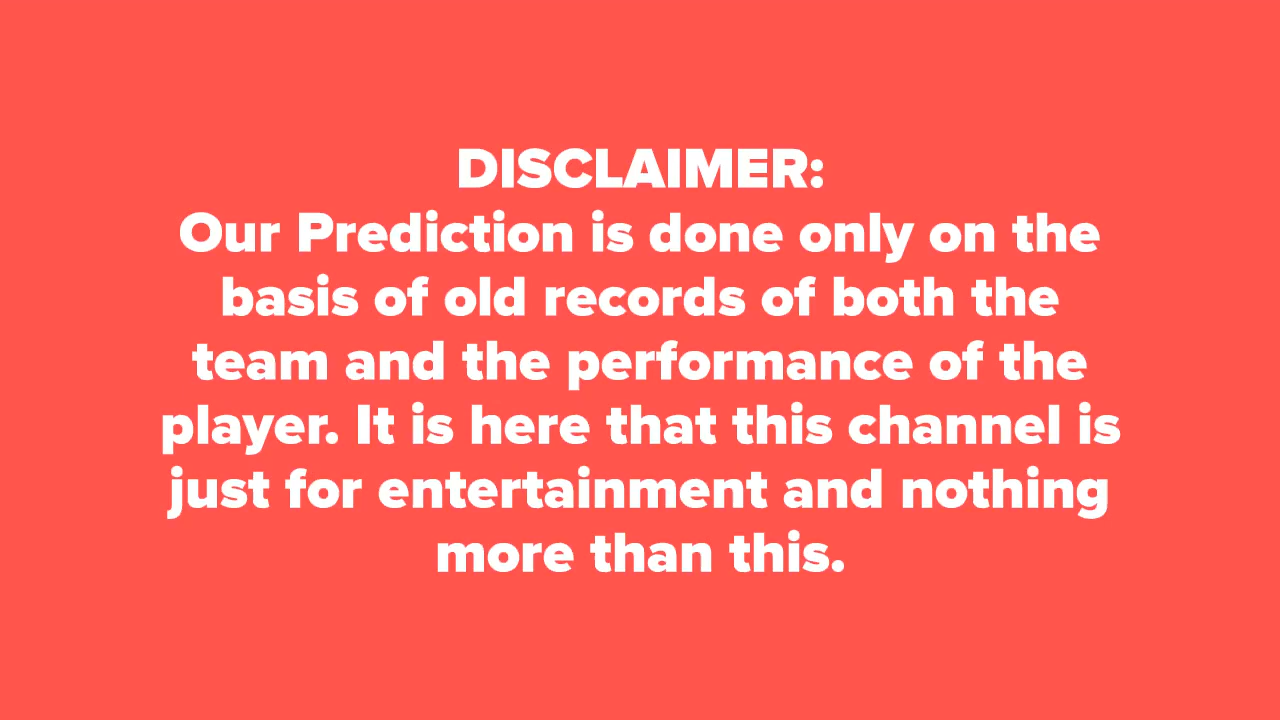 DISCLAIMER:
Our Prediction is done only on the
basis of old records of both the
team and the performance of the
player. It is here that this channel is
just for entertainment and nothing
more than this.